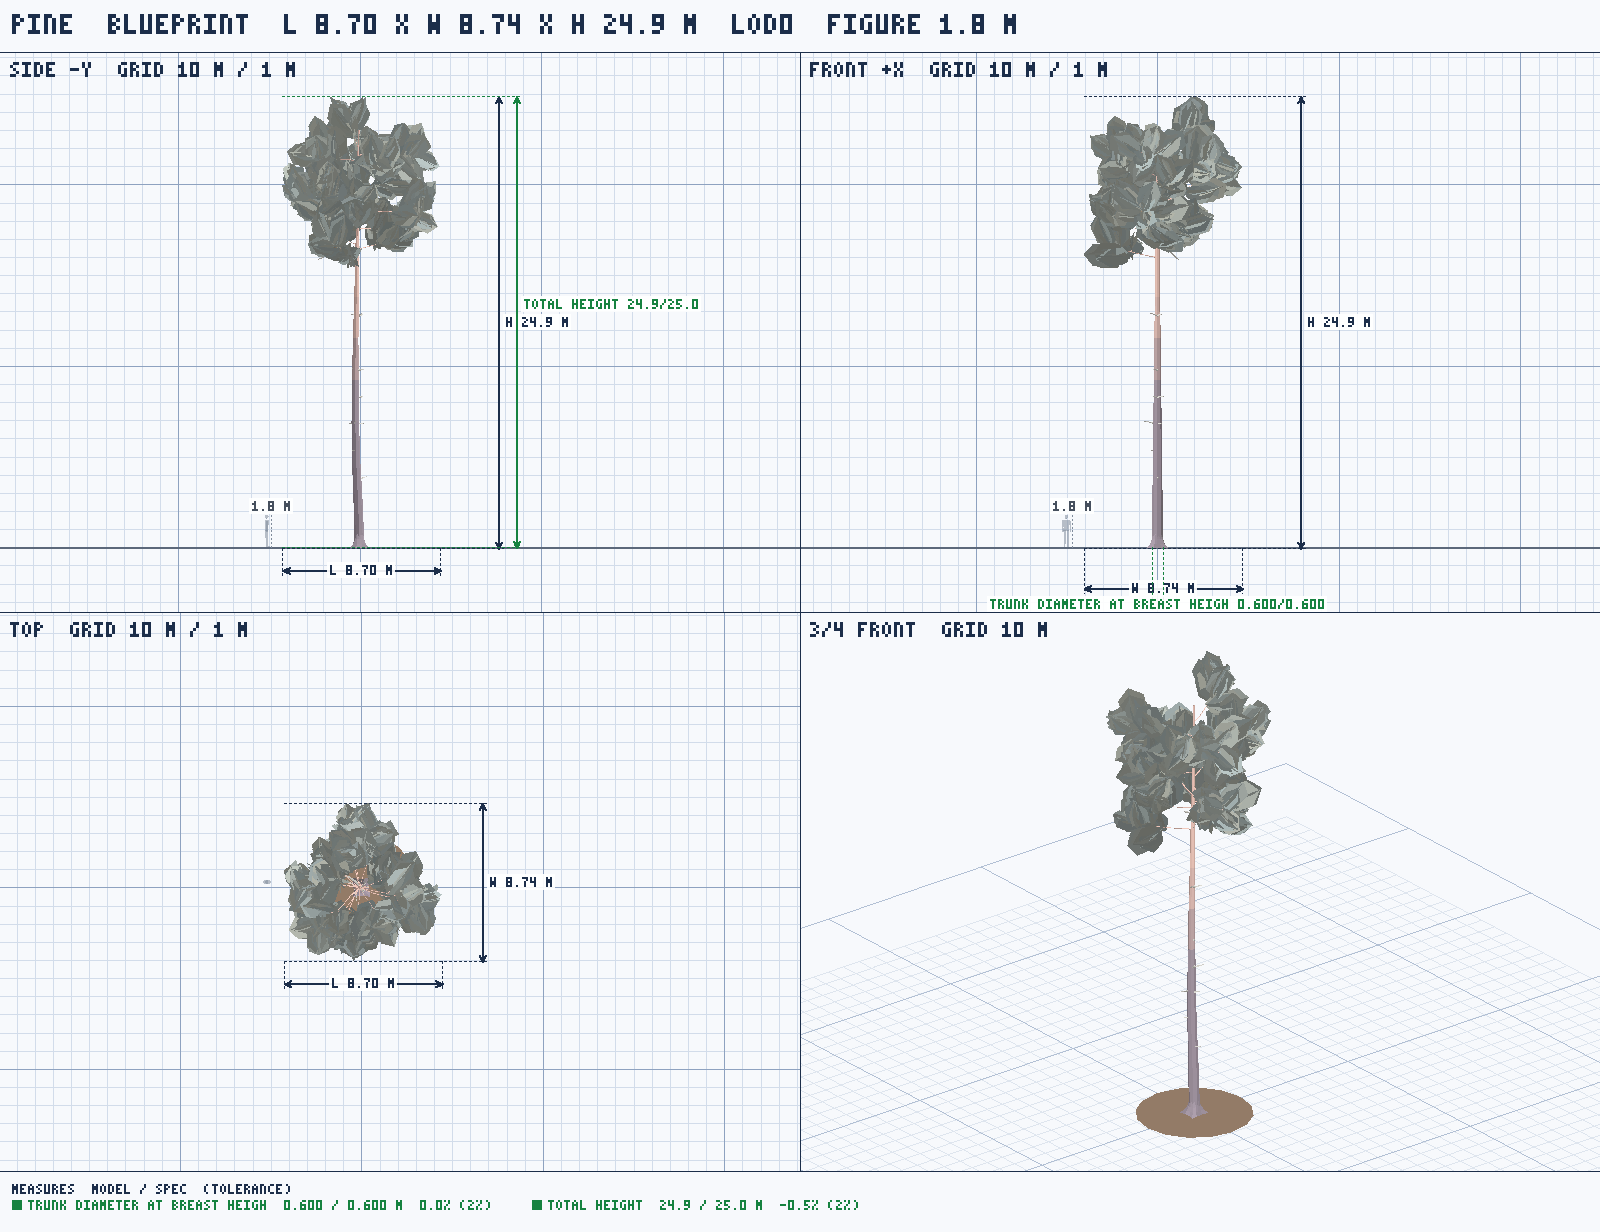 PINE BLUEPRINT L 8.70 X W 8.74 X H 24.9 M LOD0 FIGURE 1.8 M
SIDE -Y GRID 10 M / 1 M
TOTAL HEIGHT 24.9/25.0
H 24.9 M
1.8 M
L 8.70 M
FRONT +X GRID 10 M / 1 M
H 24.9 M
1.8 M
W 8.74 M
TRUNK DIAMETER AT BREAST HEIGH 0.600/0.600
TOP GRID 10 M / 1 M
W 8.74 M
L 8.70 M
3/4 FRONT GRID 10 M
MEASURES MODEL / SPEC (TOLERANCE)
TRUNK DIAMETER AT BREAST HEIGH 0.600 / 0.600 M 0.0% (2%) TOTAL HEIGHT 24.9 / 25.0 M -0.5% (2%)